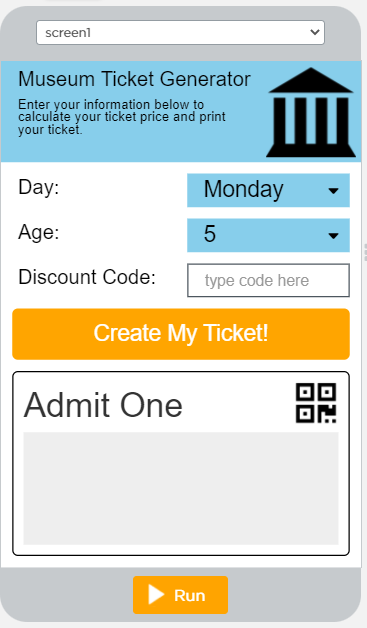 screen1
Museum Ticket Generator
Enter your information below to
calculate your ticket price and print
your ticket.
Day:
Monday
Age:
5
Discount Code:
type code here
Create My Ticket!
Admit One
Run